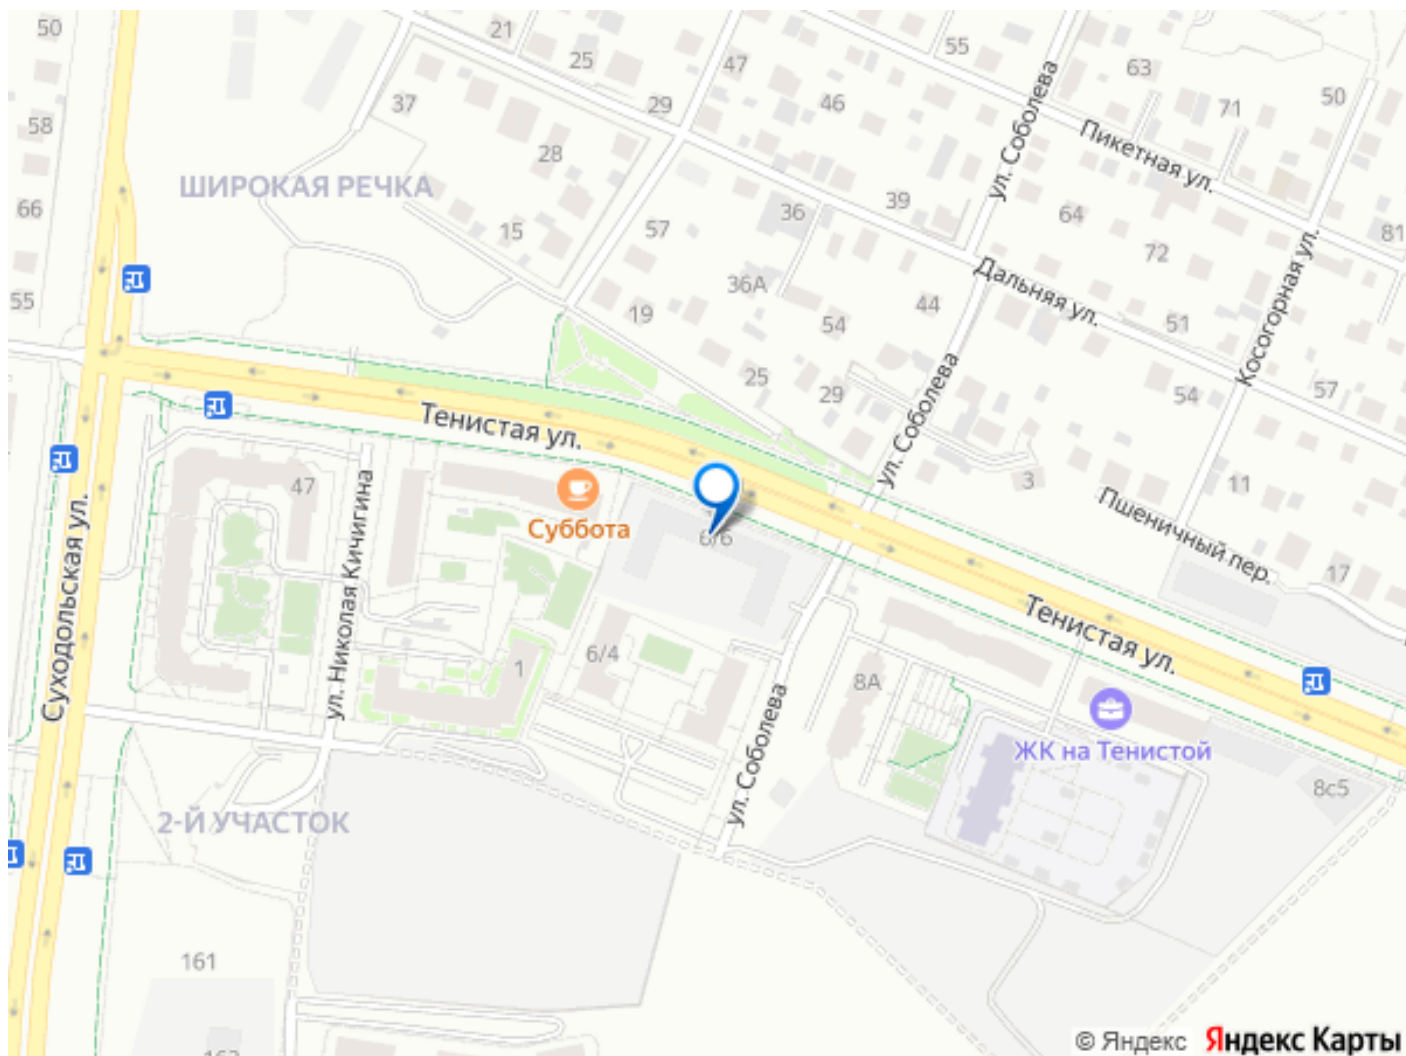 50
21
25
47
55
63
50
37
29
46
71
58
28
Пикетная ул.
ул. Соболева
ШИРОКАЯ РЕЧКА
66
15
57
36
39
64
72
81
Косогорная ул.
Дальняя ул.
36А
55
19
54
44
51
25
29
54
57
Тенистая ул.
ул. Соболева
47
Суббота
3
11
Пшеничный пер.
6/6
17
Суходольская ул.
ул. Николая Кичигина
Тенистая ул.
6/4
1
8А
ЖК на Тенистой
ул. Соболева
8с5
2-Й УЧАСТОК
161
163
© Яндекс Яндекс Карты